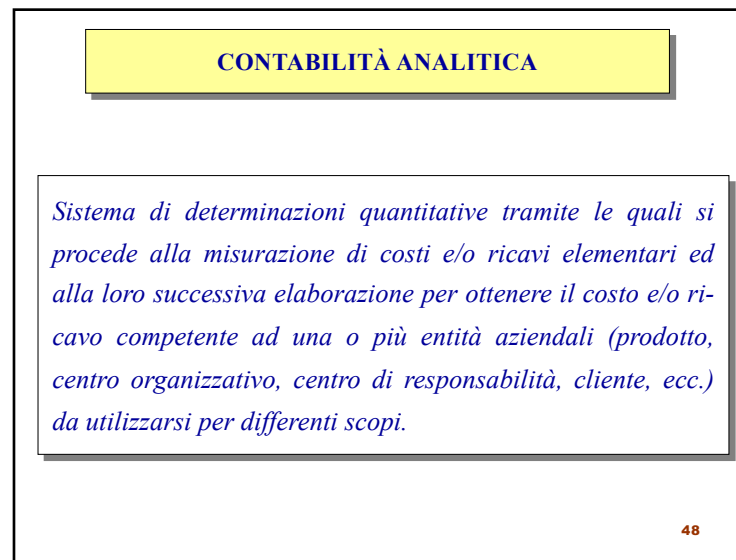 CONTABILITÀ ANALITICA
Sistema di determinazioni quantitative tramite le quali si
procede alla misurazione di costi e/o ricavi elementari ed
alla loro successiva elaborazione per ottenere il costo e/o ri-
cavo competente ad una o più entità aziendali (prodotto,
centro organizzativo, centro di responsabilità, cliente, ecc.)
da utilizzarsi per differenti scopi.
48